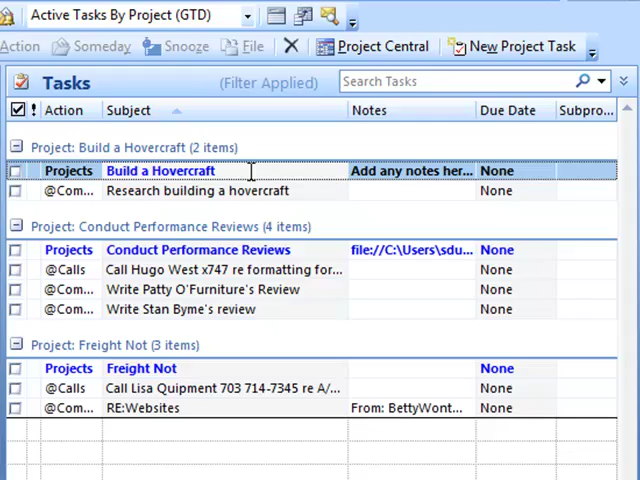 Active Tasks By Project (GTD)
Action Someday Snooze File Project Central New Project Task
Tasks (Filter Applied) Search Tasks
! Action Subject Notes Due Date Subpro...
Project: Build a Hovercraft (2 items)
Projects Build a Hovercraft Add any notes her... None
@Com... Research building a hovercraft None
Project: Conduct Performance Reviews (4 items)
Projects Conduct Performance Reviews file://C:\Users\sdu... None
@Calls Call Hugo West x747 re formatting for... None
@Com... Write Patty O'Furniture's Review None
@Com... Write Stan Byme's review None
Project: Freight Not (3 items)
Projects Freight Not None
@Calls Call Lisa Quipment 703 714-7345 re A/... None
@Com... RE:Websites From: BettyWont... None